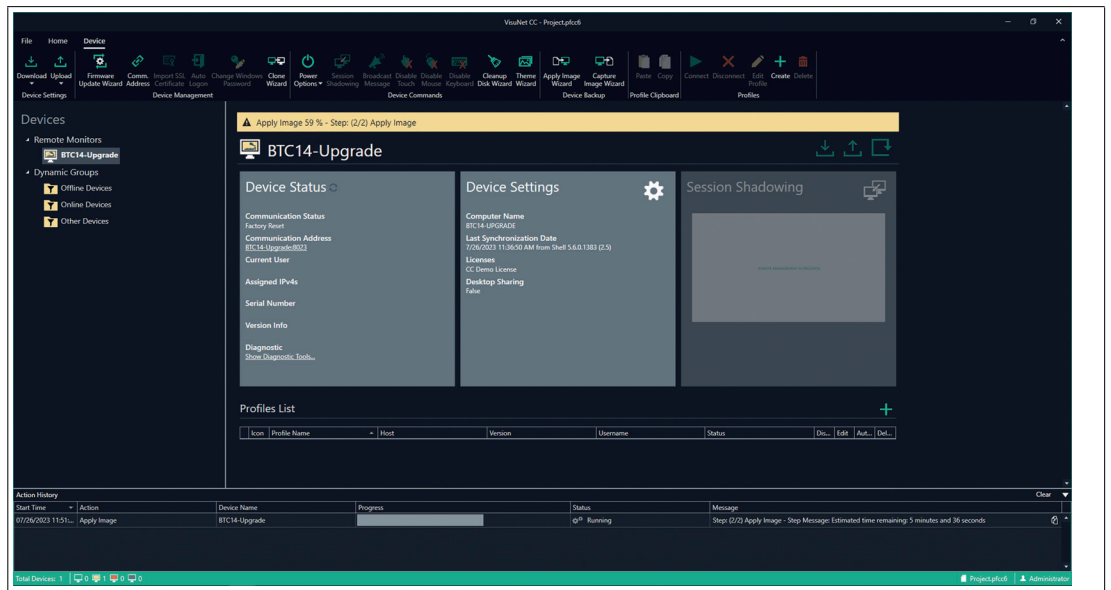 VisuNet CC - Project.pfcc6
File Home Device
Download Upload
Firmware Update Wizard
Comm. Address
Import SSL Certificate
Auto Logon
Change Windows Password
Clone Wizard
Power Options
Session Shadowing
Broadcast Message
Disable Touch
Disable Mouse
Disable Keyboard
Cleanup Disk Wizard
Theme Wizard
Apply Image Wizard
Capture Image Wizard
Paste Copy
Connect Disconnect
Edit Profile
Create Delete
Device Settings Device Management Device Commands Device Backup Profile Clipboard Profiles
Devices
Remote Monitors
BTC14-Upgrade
Dynamic Groups
Offline Devices
Online Devices
Other Devices
Apply Image 59 % - Step: (2/2) Apply Image
BTC14-Upgrade
Device Status
Communication Status
Factory Reset
Communication Address
BTC14-Upgrade:8023
Current User
Assigned IPv4s
Serial Number
Version Info
Diagnostic
Show Diagnostic Tools...
Device Settings
Computer Name
BTC14-UPGRADE
Last Synchronization Date
7/26/2023 11:36:50 AM from Shell 5.6.0.1383 (2.5)
Licenses
CC Demo License
Desktop Sharing
False
Session Shadowing
Profiles List
Icon Profile Name Host Version Username Status Dis... Edit Aut... Del...
Action History Clear
Start Time Action Device Name Progress Status Message
07/26/2023 11:51:... Apply Image BTC14-Upgrade Running Step: (2/2) Apply Image - Step Message: Estimated time remaining: 5 minutes and 36 seconds
Total Devices: 1 0 1 0 0 Project.pfcc6 Administrator